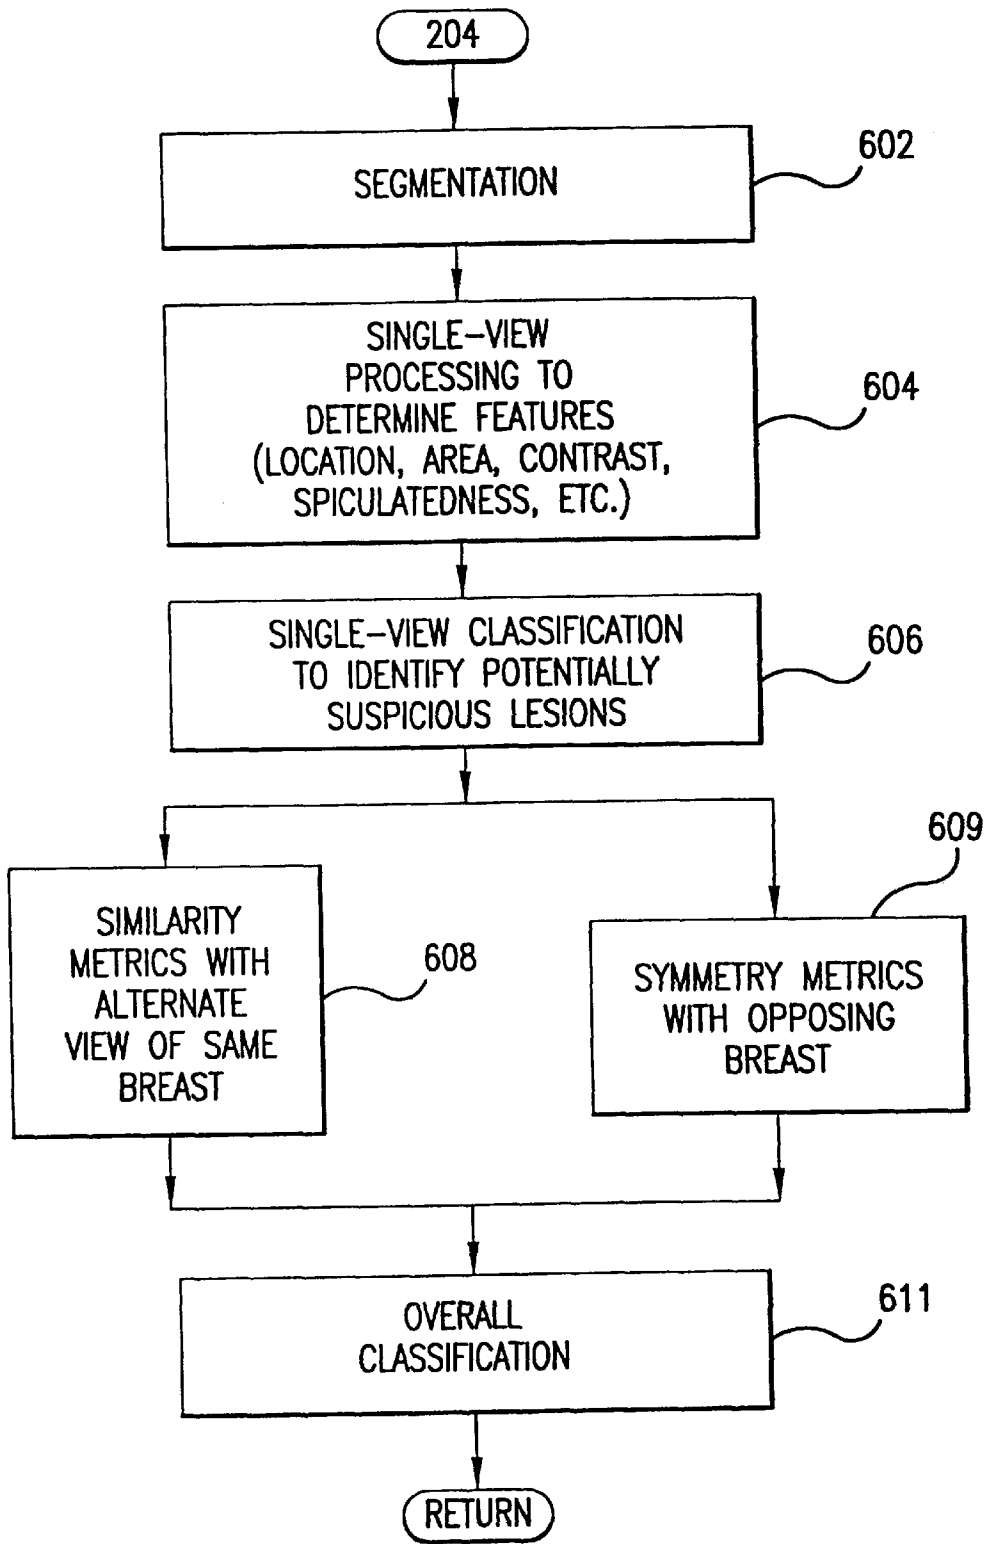 204
SEGMENTATION
602
SINGLE-VIEW
PROCESSING TO
DETERMINE FEATURES
(LOCATION, AREA, CONTRAST,
SPICULATEDNESS, ETC.)
604
SINGLE-VIEW CLASSIFICATION
TO IDENTIFY POTENTIALLY
SUSPICIOUS LESIONS
606
SIMILARITY
METRICS WITH
ALTERNATE
VIEW OF SAME
BREAST
608
SYMMETRY METRICS
WITH OPPOSING
BREAST
609
OVERALL
CLASSIFICATION
611
RETURN